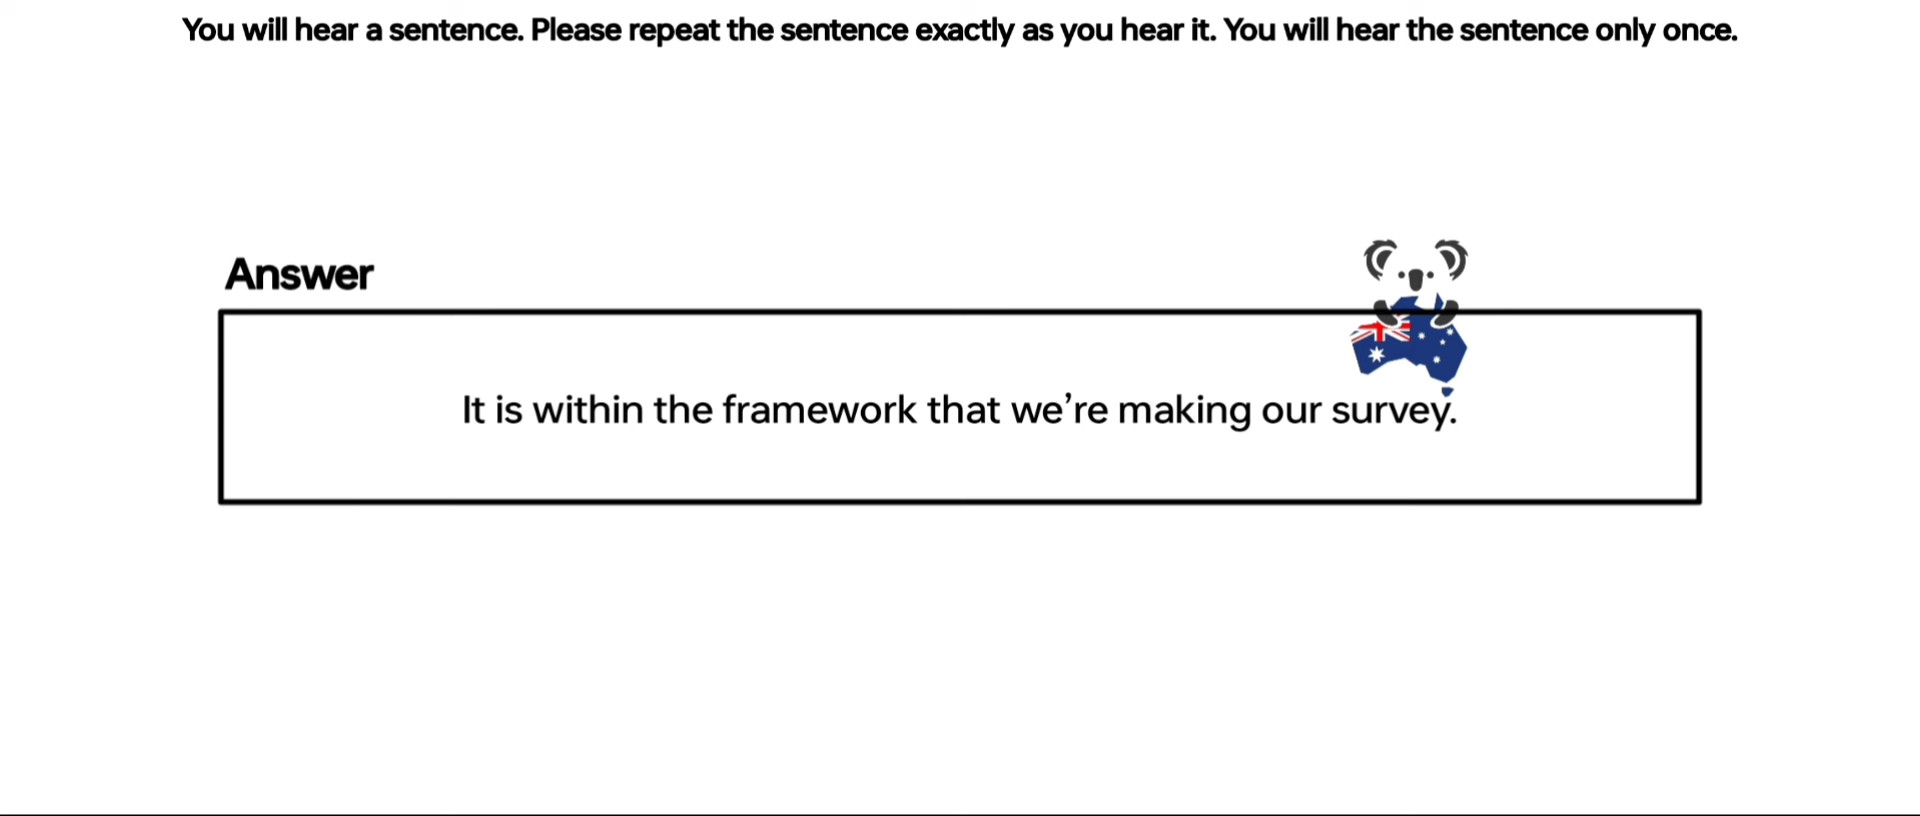 You will hear a sentence. Please repeat the sentence exactly as you hear it. You will hear the sentence only once.
Answer
It is within the framework that we’re making our survey.